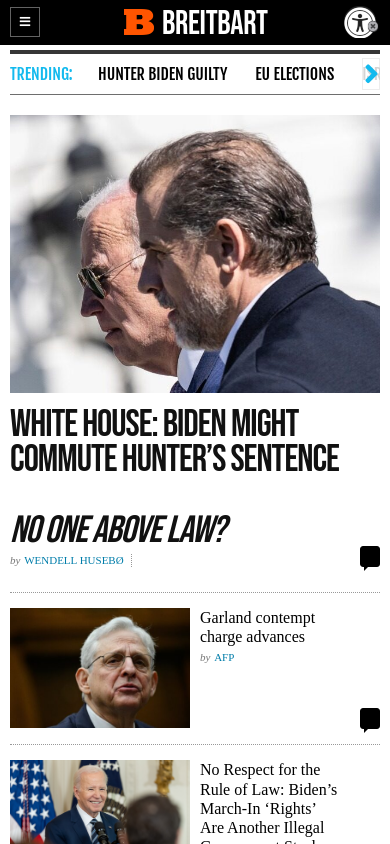 BREITBART
TRENDING:
HUNTER BIDEN GUILTY
EU ELECTIONS
WHITE HOUSE: BIDEN MIGHT
COMMUTE HUNTER’S SENTENCE
NO ONE ABOVE LAW?
by WENDELL HUSEBØ
Garland contempt
charge advances
by AFP
No Respect for the
Rule of Law: Biden’s
March-In ‘Rights’
Are Another Illegal